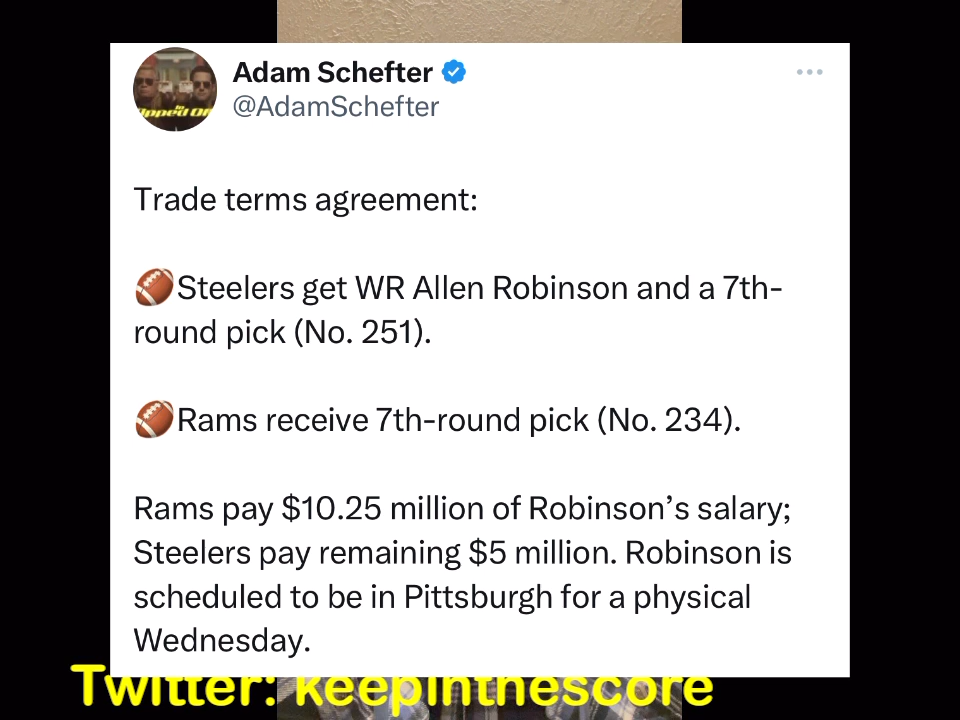 Adam Schefter
@AdamSchefter
Trade terms agreement:
🏈Steelers get WR Allen Robinson and a 7th-
round pick (No. 251).
🏈Rams receive 7th-round pick (No. 234).
Rams pay $10.25 million of Robinson’s salary;
Steelers pay remaining $5 million. Robinson is
scheduled to be in Pittsburgh for a physical
Wednesday.
Twitter: keepinthescore